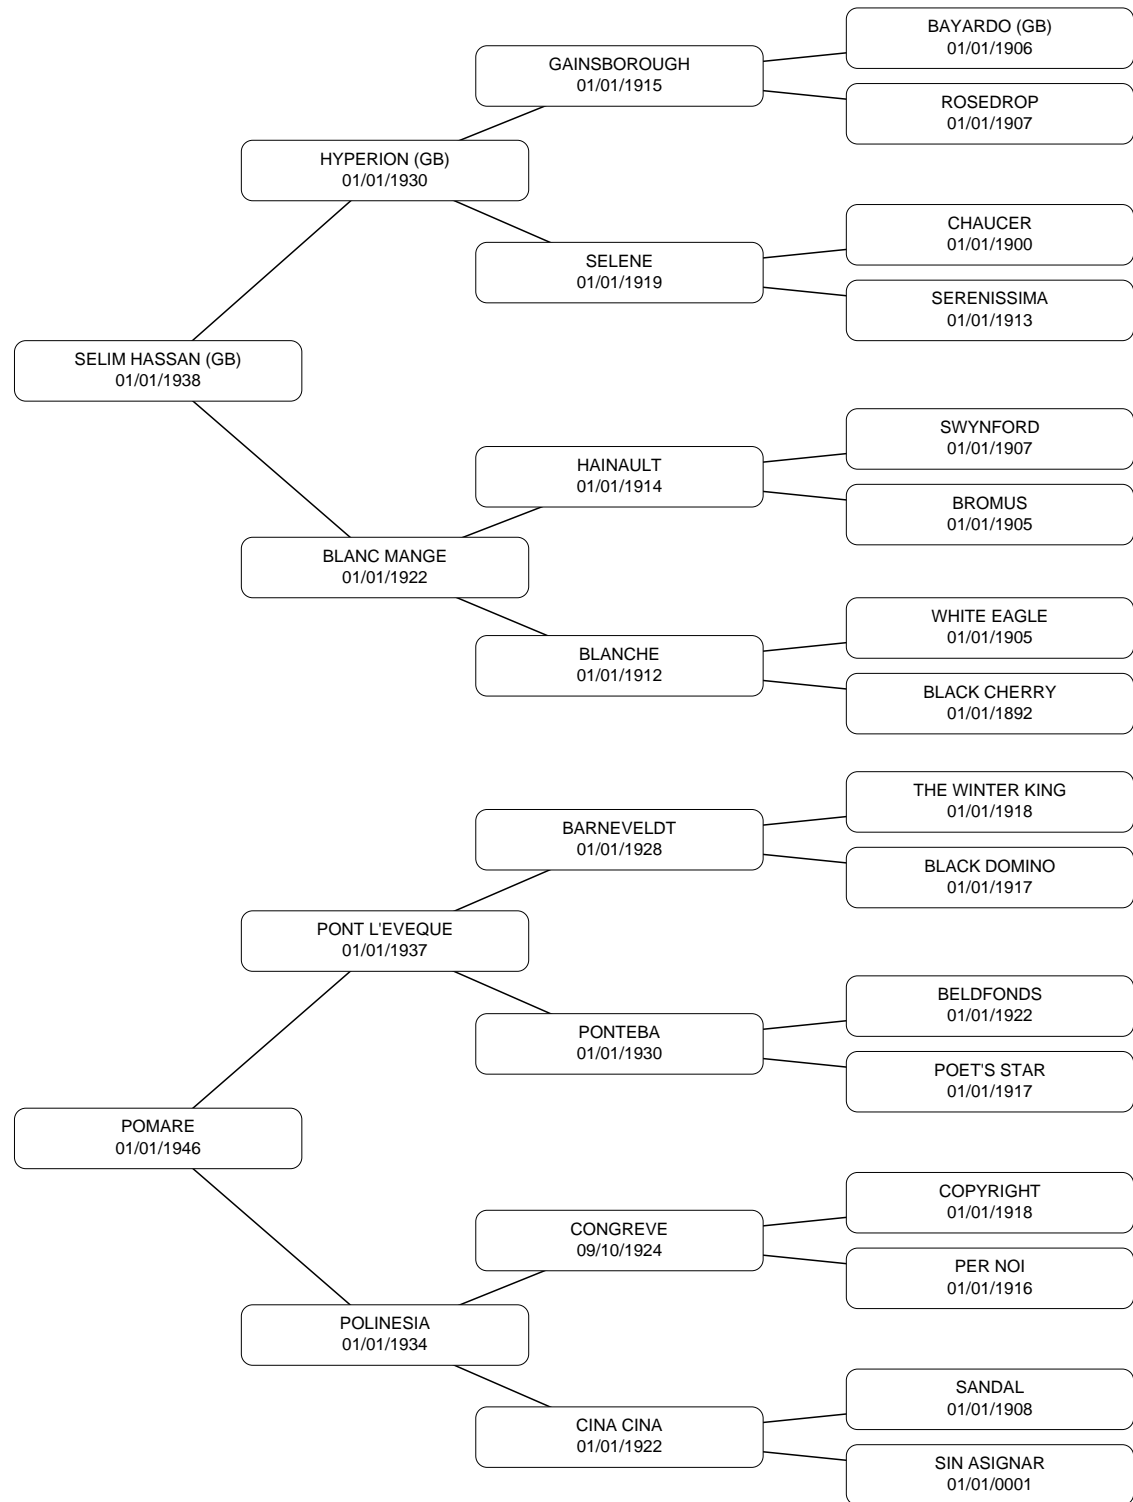 BAYARDO (GB)
01/01/1906
GAINSBOROUGH
01/01/1915
ROSEDROP
01/01/1907
HYPERION (GB)
01/01/1930
CHAUCER
01/01/1900
SELENE
01/01/1919
SERENISSIMA
01/01/1913
SELIM HASSAN (GB)
01/01/1938
SWYNFORD
01/01/1907
HAINAULT
01/01/1914
BROMUS
01/01/1905
BLANC MANGE
01/01/1922
WHITE EAGLE
01/01/1905
BLANCHE
01/01/1912
BLACK CHERRY
01/01/1892
THE WINTER KING
01/01/1918
BARNEVELDT
01/01/1928
BLACK DOMINO
01/01/1917
PONT L'EVEQUE
01/01/1937
BELDFONDS
01/01/1922
PONTEBA
01/01/1930
POET'S STAR
01/01/1917
POMARE
01/01/1946
COPYRIGHT
01/01/1918
CONGREVE
09/10/1924
PER NOI
01/01/1916
POLINESIA
01/01/1934
SANDAL
01/01/1908
CINA CINA
01/01/1922
SIN ASIGNAR
01/01/0001